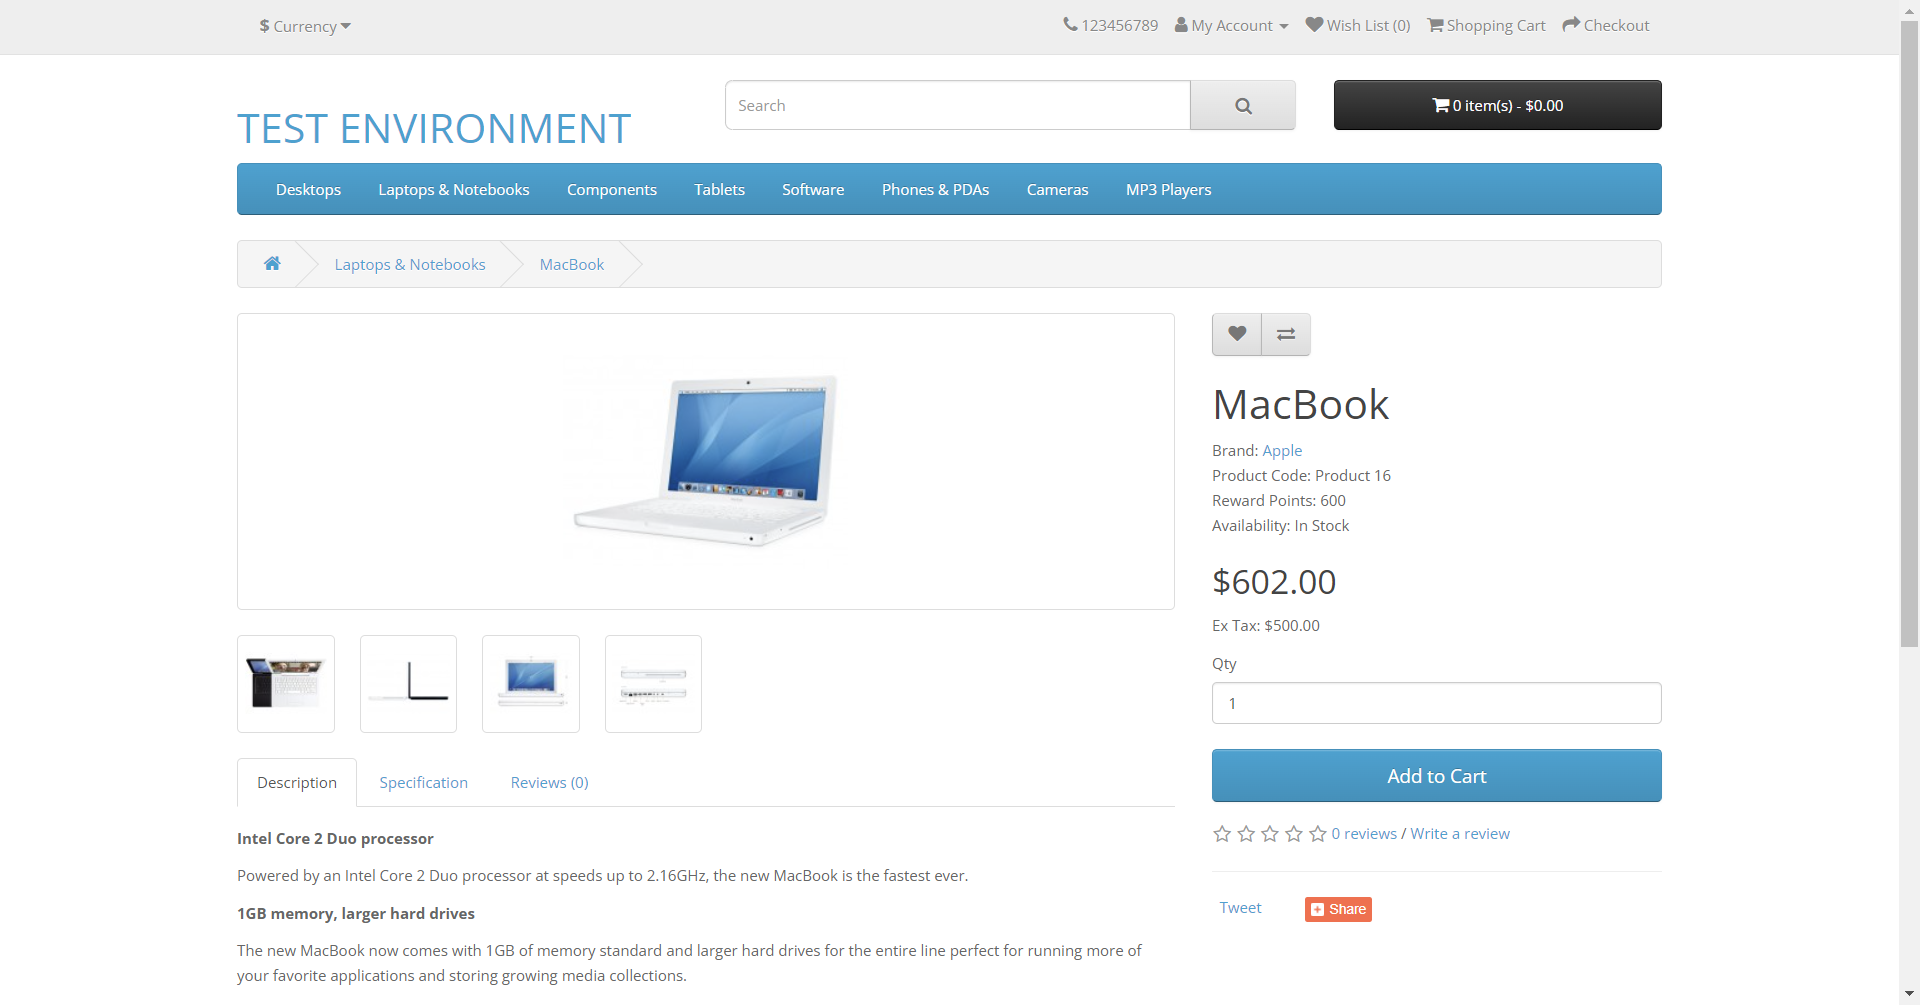 $ Currency
123456789 My Account Wish List (0) Shopping Cart Checkout
TEST ENVIRONMENT
Search
0 item(s) - $0.00
Desktops Laptops & Notebooks Components Tablets Software Phones & PDAs Cameras MP3 Players
Laptops & Notebooks MacBook
MacBook
Brand: Apple
Product Code: Product 16
Reward Points: 600
Availability: In Stock
$602.00
Ex Tax: $500.00
Qty
1
Add to Cart
0 reviews / Write a review
Tweet
Share
Description Specification Reviews (0)
Intel Core 2 Duo processor
Powered by an Intel Core 2 Duo processor at speeds up to 2.16GHz, the new MacBook is the fastest ever.
1GB memory, larger hard drives
The new MacBook now comes with 1GB of memory standard and larger hard drives for the entire line perfect for running more of
your favorite applications and storing growing media collections.